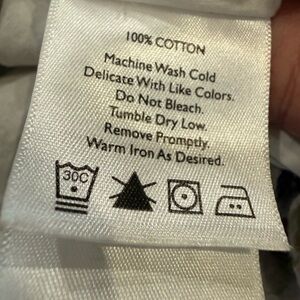 100% COTTON
Machine Wash Cold
Delicate With Like Colors.
Do Not Bleach.
Tumble Dry Low.
Remove Promptly.
Warm Iron As Desired.
30C